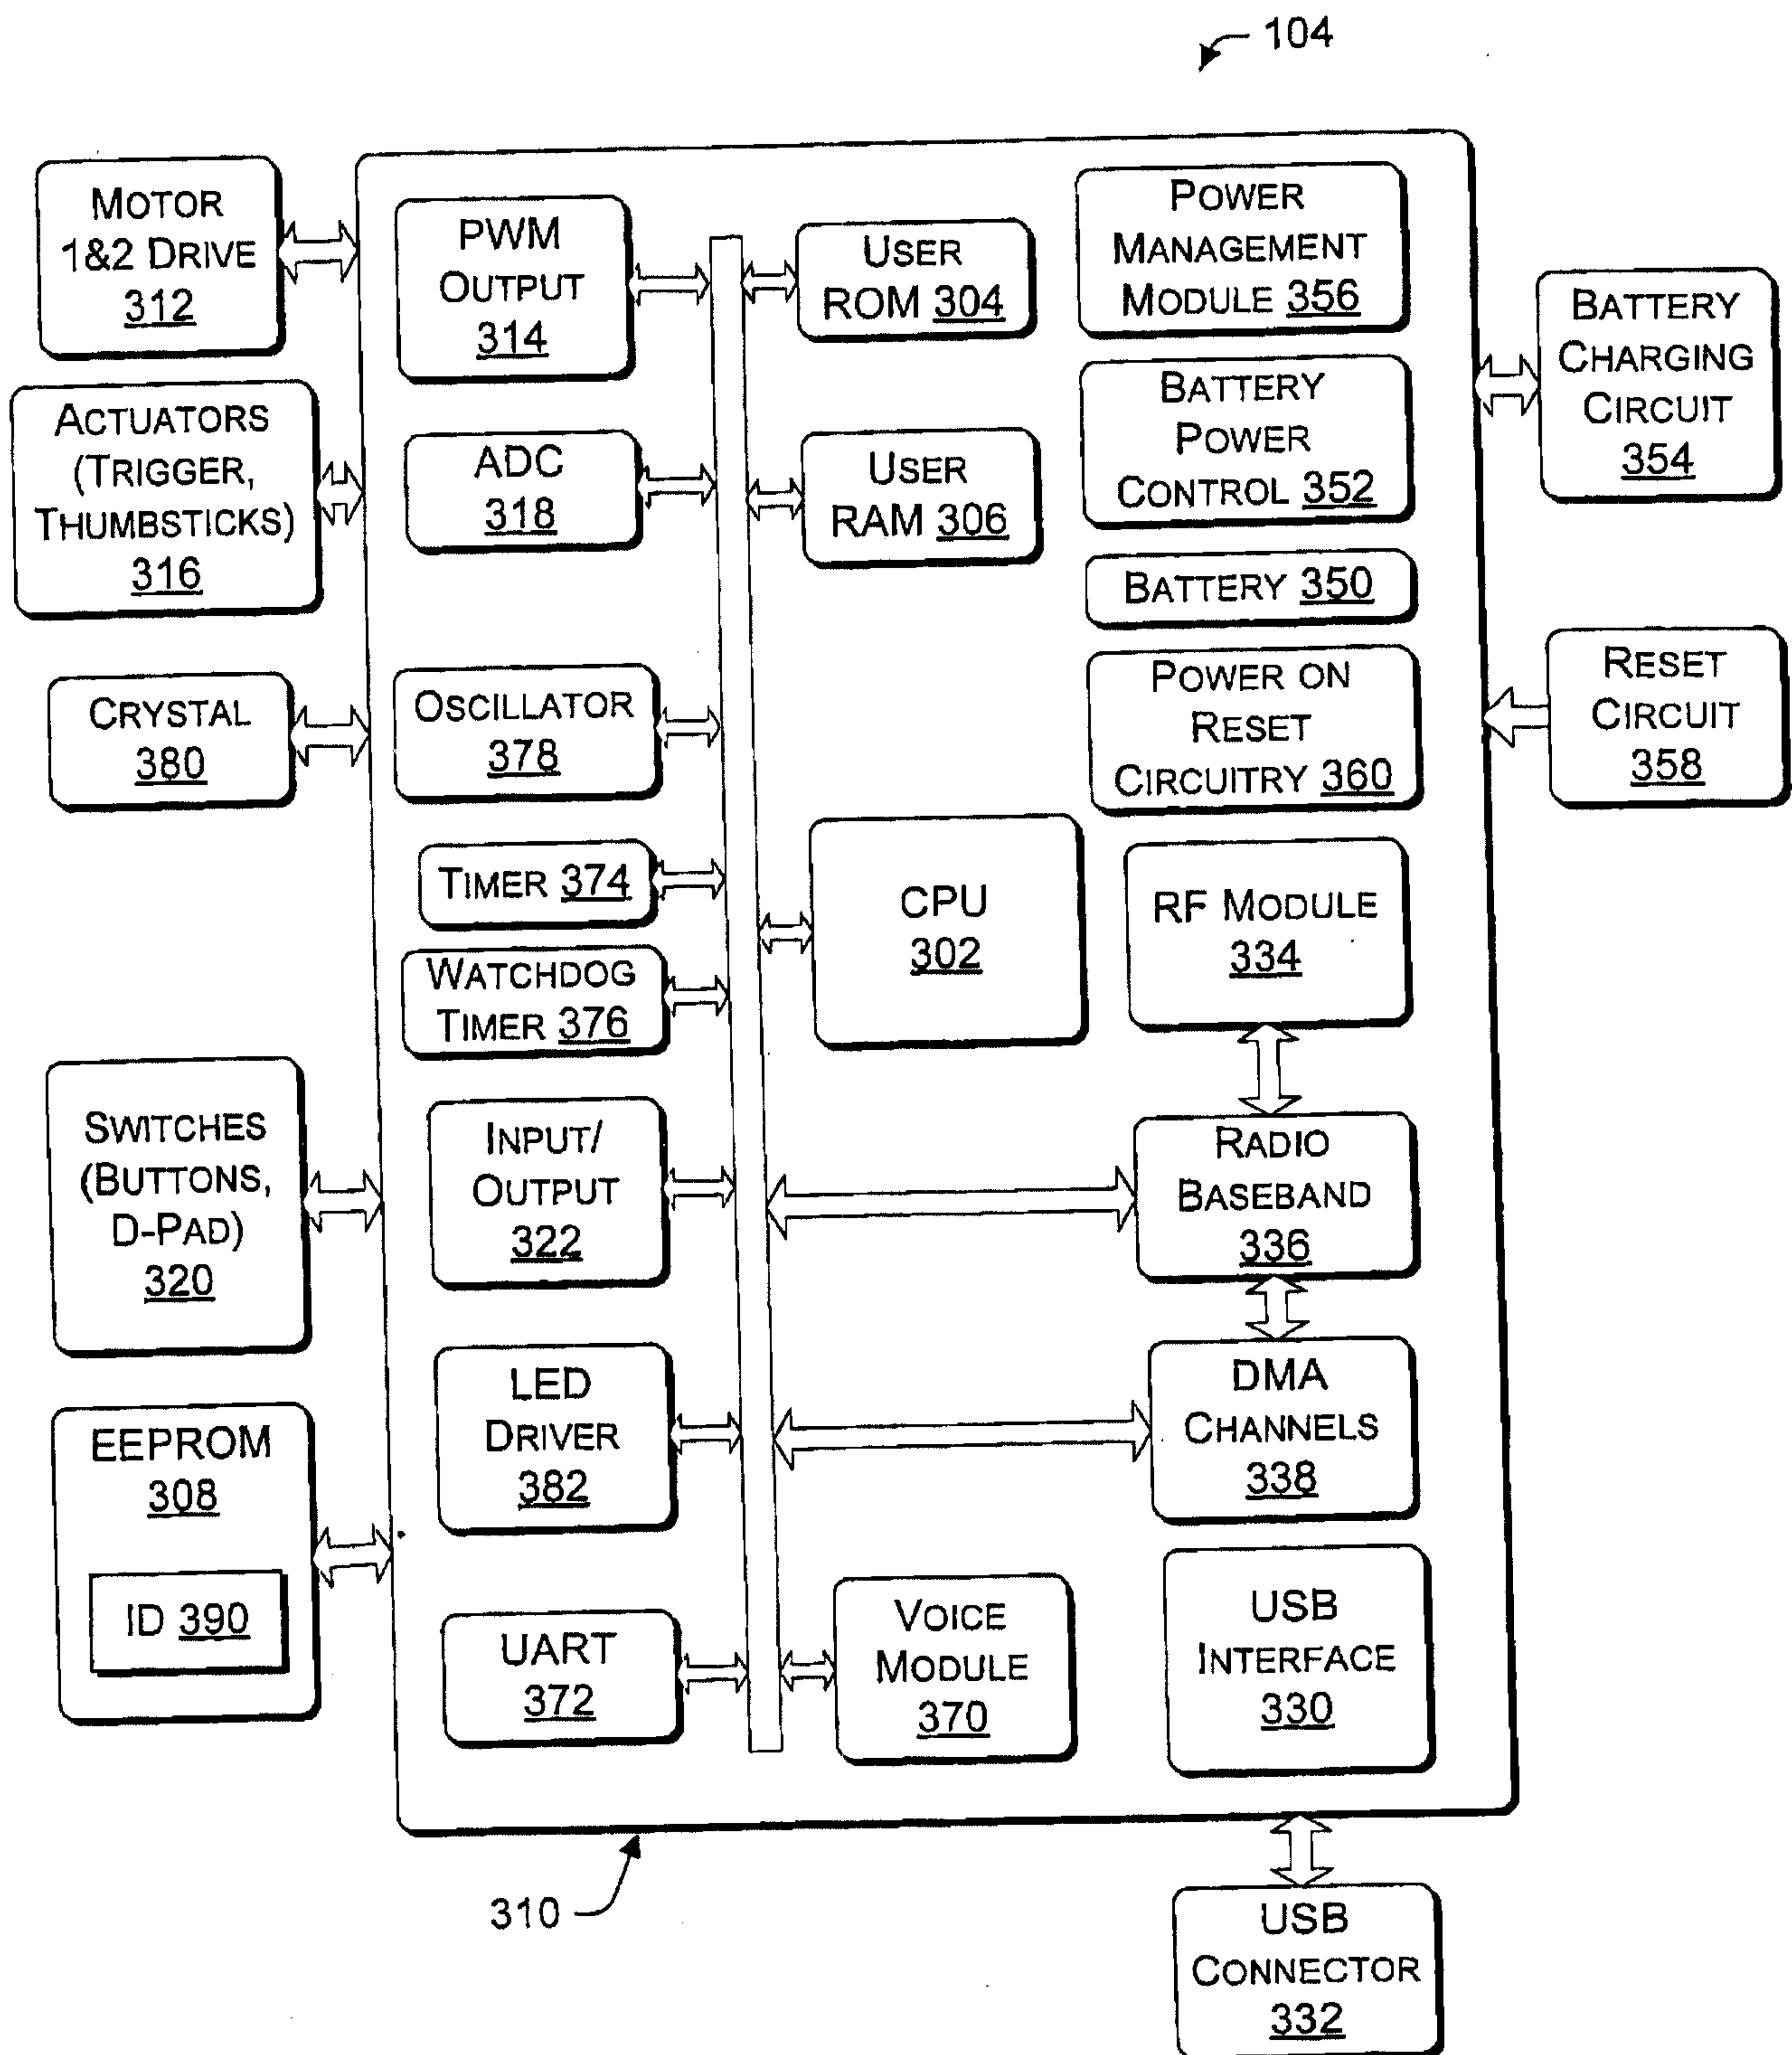 104
MOTOR
1&2 DRIVE
312
ACTUATORS
(TRIGGER,
THUMBSTICKS)
316
CRYSTAL
380
SWITCHES
(BUTTONS,
D-PAD)
320
EEPROM
308
ID 390
PWM
OUTPUT
314
ADC
318
OSCILLATOR
378
TIMER 374
WATCHDOG
TIMER 376
INPUT/
OUTPUT
322
LED
DRIVER
382
UART
372
USER
ROM 304
USER
RAM 306
CPU
302
VOICE
MODULE
370
POWER
MANAGEMENT
MODULE 356
BATTERY
POWER
CONTROL 352
BATTERY 350
POWER ON
RESET
CIRCUITRY 360
RF MODULE
334
RADIO
BASEBAND
336
DMA
CHANNELS
338
USB
INTERFACE
330
BATTERY
CHARGING
CIRCUIT
354
RESET
CIRCUIT
358
310
USB
CONNECTOR
332